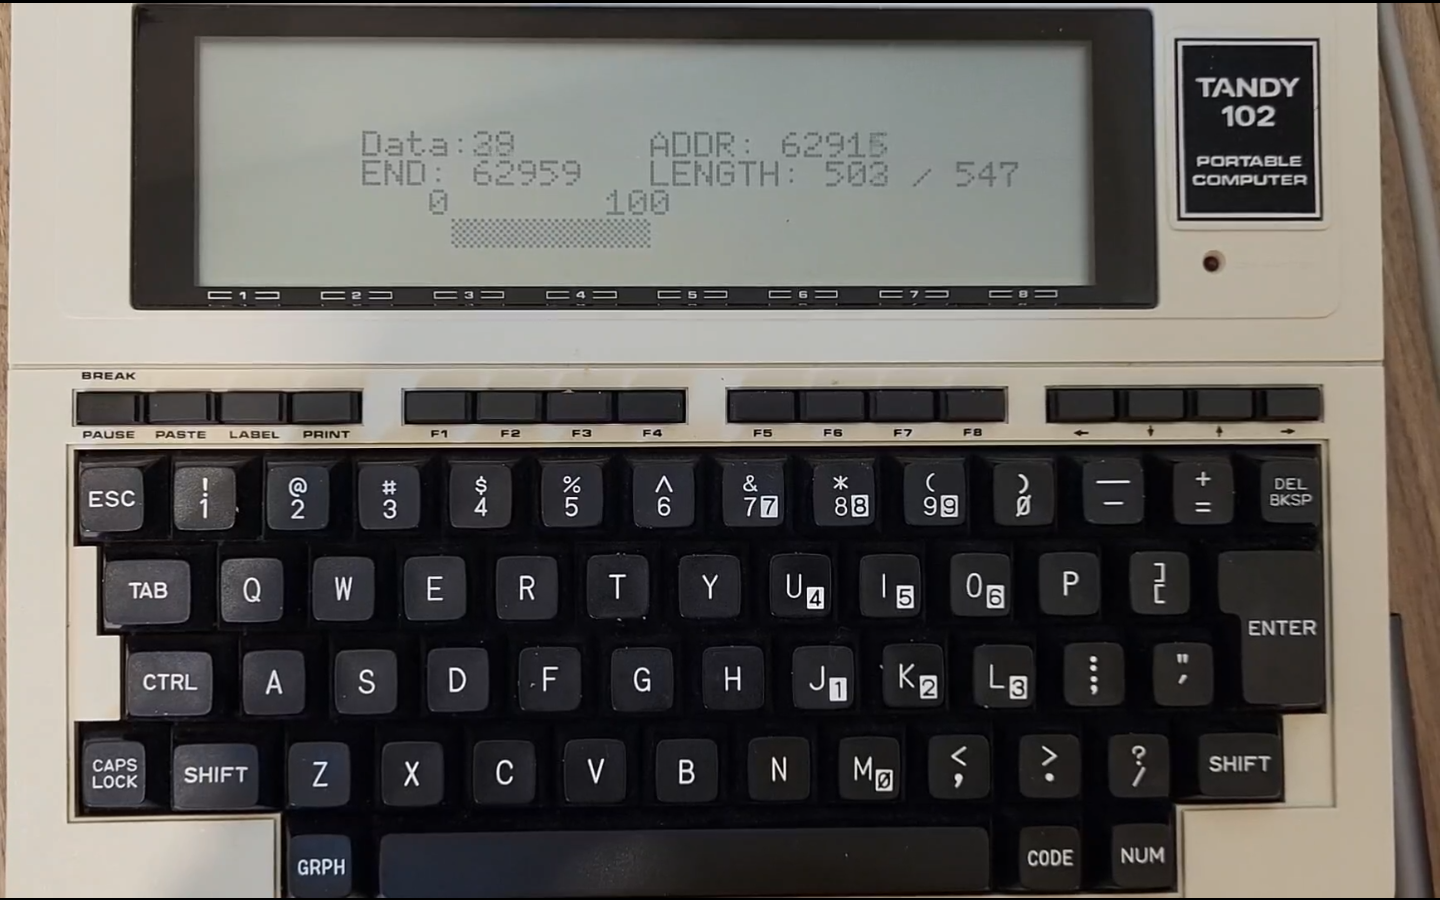 Data:39 ADDR: 62915
END: 62959 LENGTH: 503 / 547
0 100
TANDY
102
PORTABLE
COMPUTER
1 2 3 4 5 6 7 8
BREAK
PAUSE PASTE LABEL PRINT F1 F2 F3 F4 F5 F6 F7 F8 ← ↓ ↑ →
ESC ! 1 @ 2 # 3 $ 4 % 5 ^ 6 & 7 7 * 8 8 ( 9 9 ) 0 — - + = DEL BKSP
TAB Q W E R T Y U 4 I 5 O 6 P ] [ ENTER
CTRL A S D F G H J 1 K 2 L 3 : ; " '
CAPS LOCK SHIFT Z X C V B N M 0 < , > . ? / SHIFT
GRPH CODE NUM